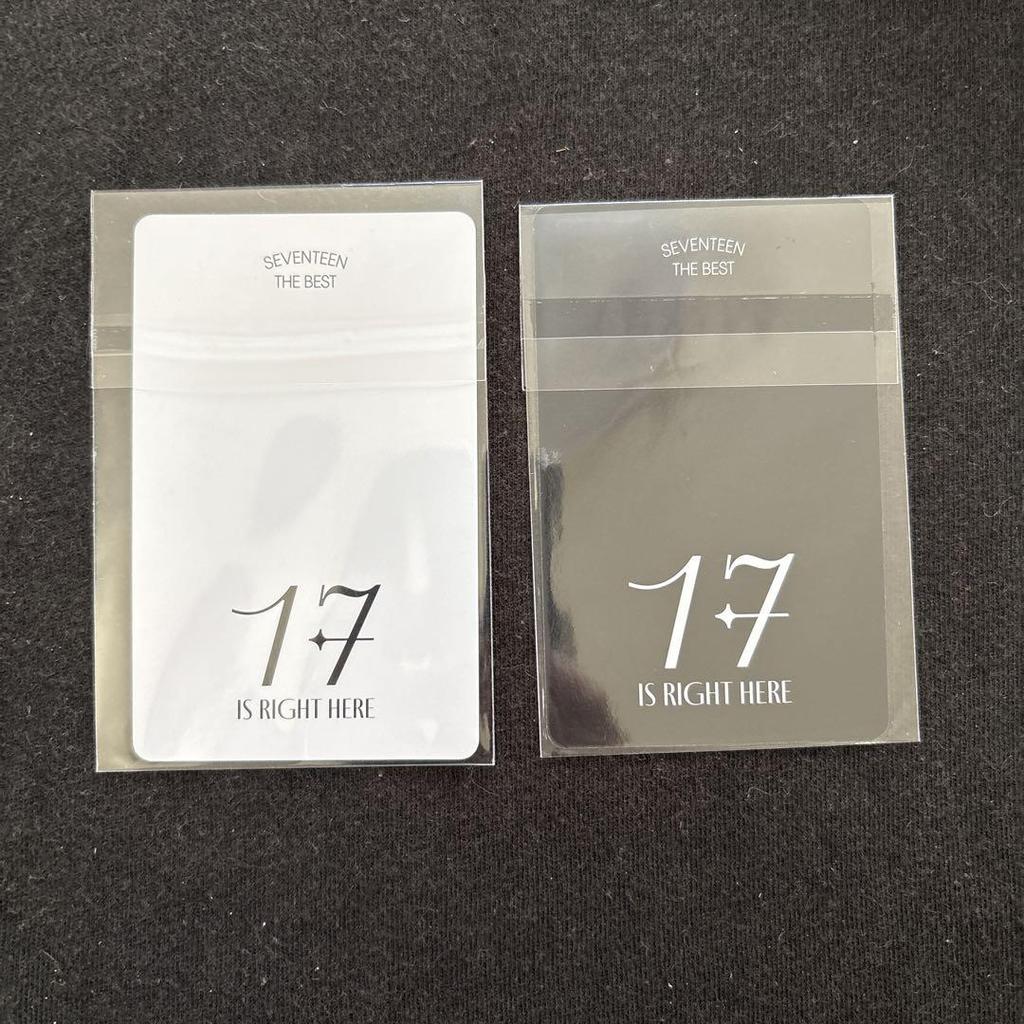 SEVENTEEN
THE BEST
17
IS RIGHT HERE
SEVENTEEN
THE BEST
17
IS RIGHT HERE